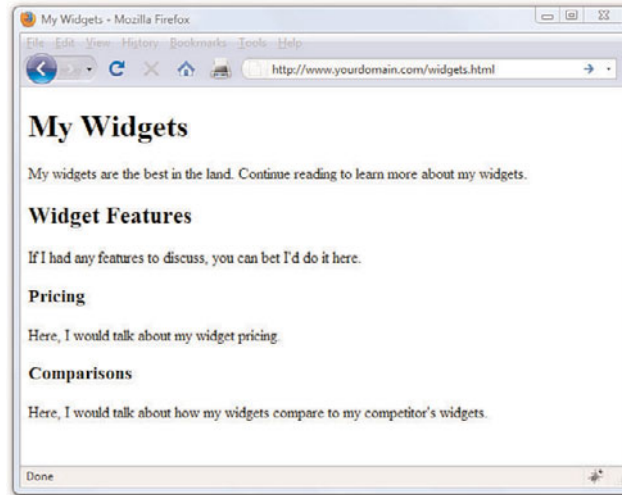 My Widgets - Mozilla Firefox
File Edit View History Bookmarks Tools Help
http://www.yourdomain.com/widgets.html
My Widgets
My widgets are the best in the land. Continue reading to learn more about my widgets.
Widget Features
If I had any features to discuss, you can bet I'd do it here.
Pricing
Here, I would talk about my widget pricing.
Comparisons
Here, I would talk about how my widgets compare to my competitor's widgets.
Done